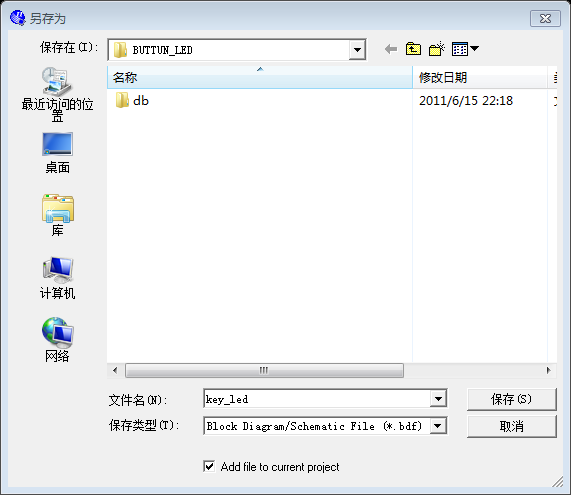 另存为
保存在(I):
BUTTUN_LED
名称
修改日期
db
2011/6/15 22:18
最近访问的位
置
桌面
库
计算机
网络
文件名(N):
key_led
保存(S)
保存类型(T):
Block Diagram/Schematic File (*.bdf)
取消
Add file to current project